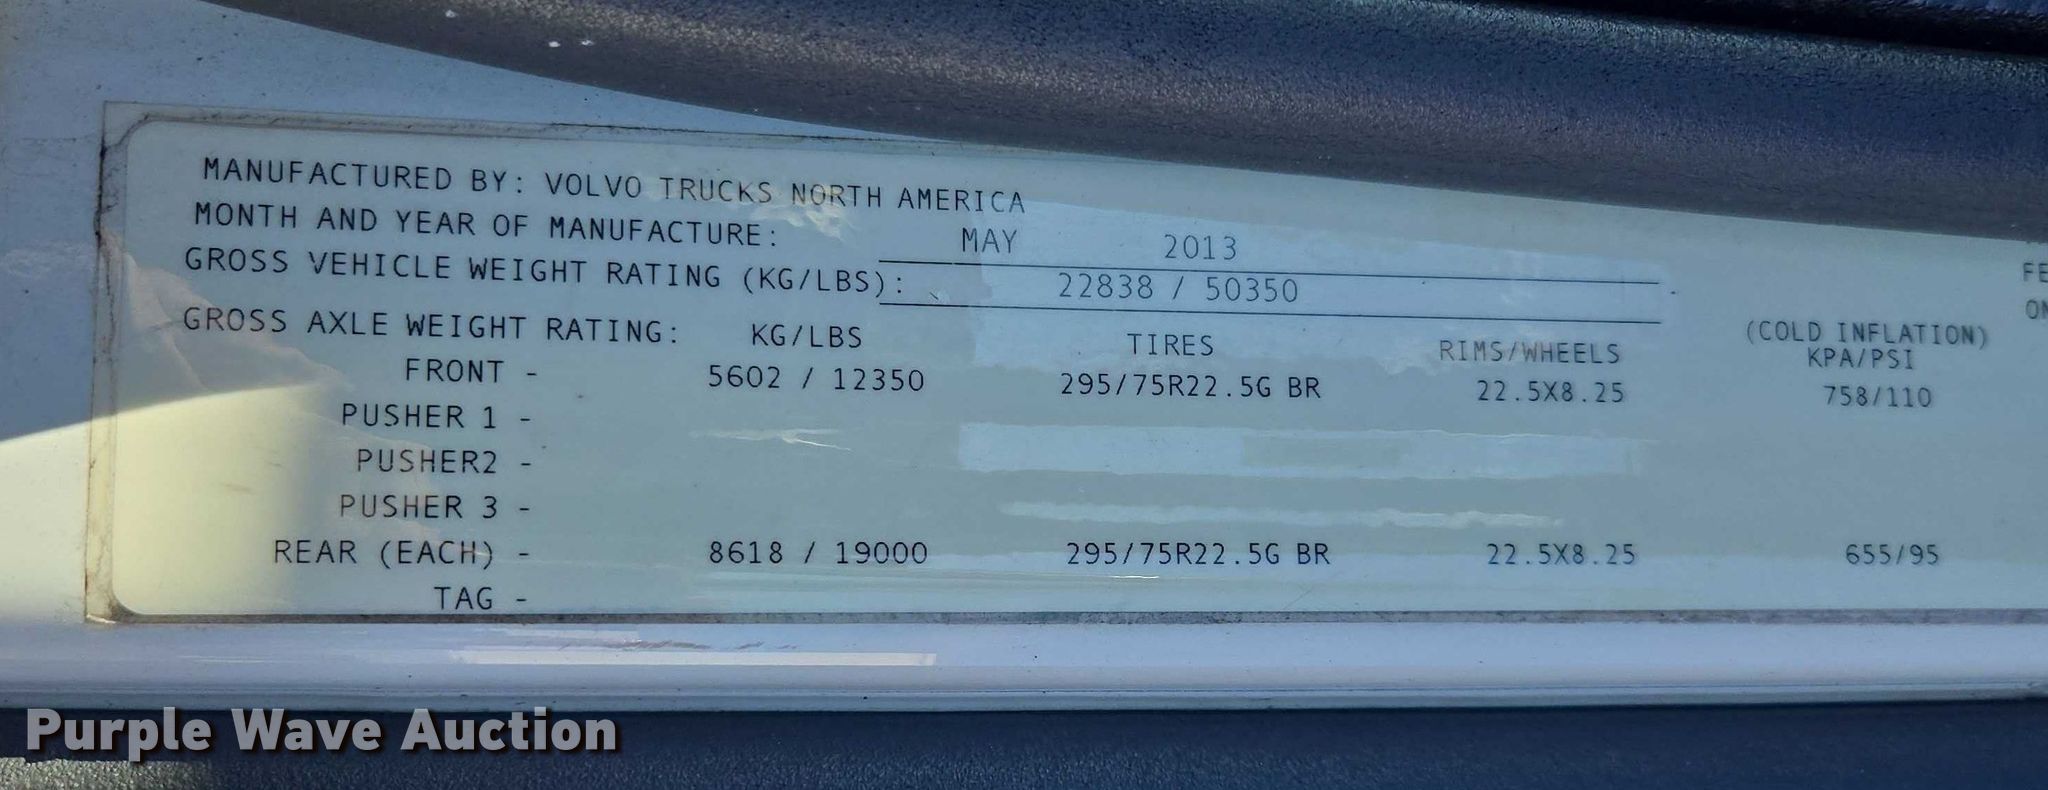 MANUFACTURED BY: VOLVO TRUCKS NORTH AMERICA
MONTH AND YEAR OF MANUFACTURE: MAY 2013
GROSS VEHICLE WEIGHT RATING (KG/LBS): 22838 / 50350
GROSS AXLE WEIGHT RATING: KG/LBS TIRES RIMS/WHEELS (COLD INFLATION) KPA/PSI
FRONT - 5602 / 12350 295/75R22.5G BR 22.5X8.25 758/110
PUSHER 1 -
PUSHER2 -
PUSHER 3 -
REAR (EACH) - 8618 / 19000 295/75R22.5G BR 22.5X8.25 655/95
TAG -
FE
ON
Purple Wave Auction